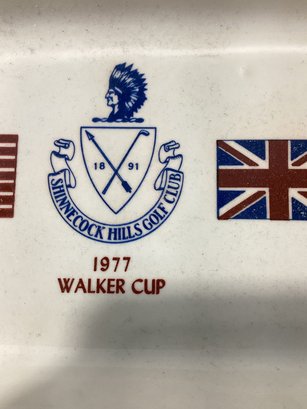 18 91
SHINNECOCK HILLS GOLF CLUB
1977
WALKER CUP